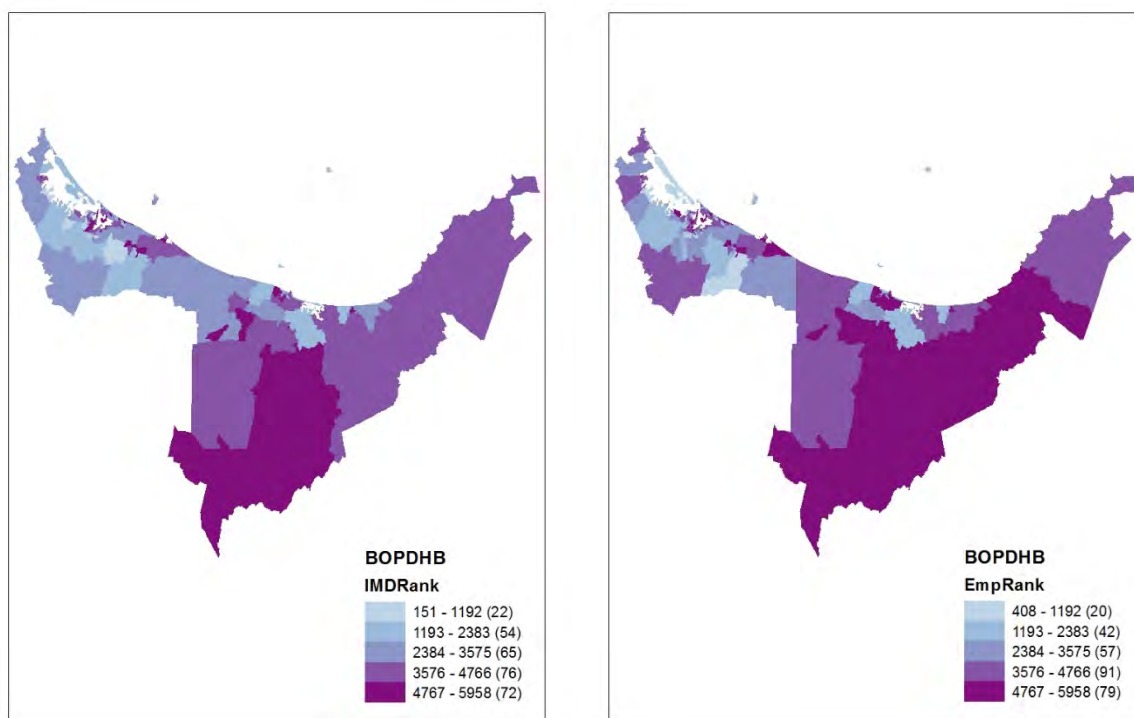 BOPDHB
IMDRank
151 - 1192 (22)
1193 - 2383 (54)
2384 - 3575 (65)
3576 - 4766 (76)
4767 - 5958 (72)
BOPDHB
EmpRank
408 - 1192 (20)
1193 - 2383 (42)
2384 - 3575 (57)
3576 - 4766 (91)
4767 - 5958 (79)